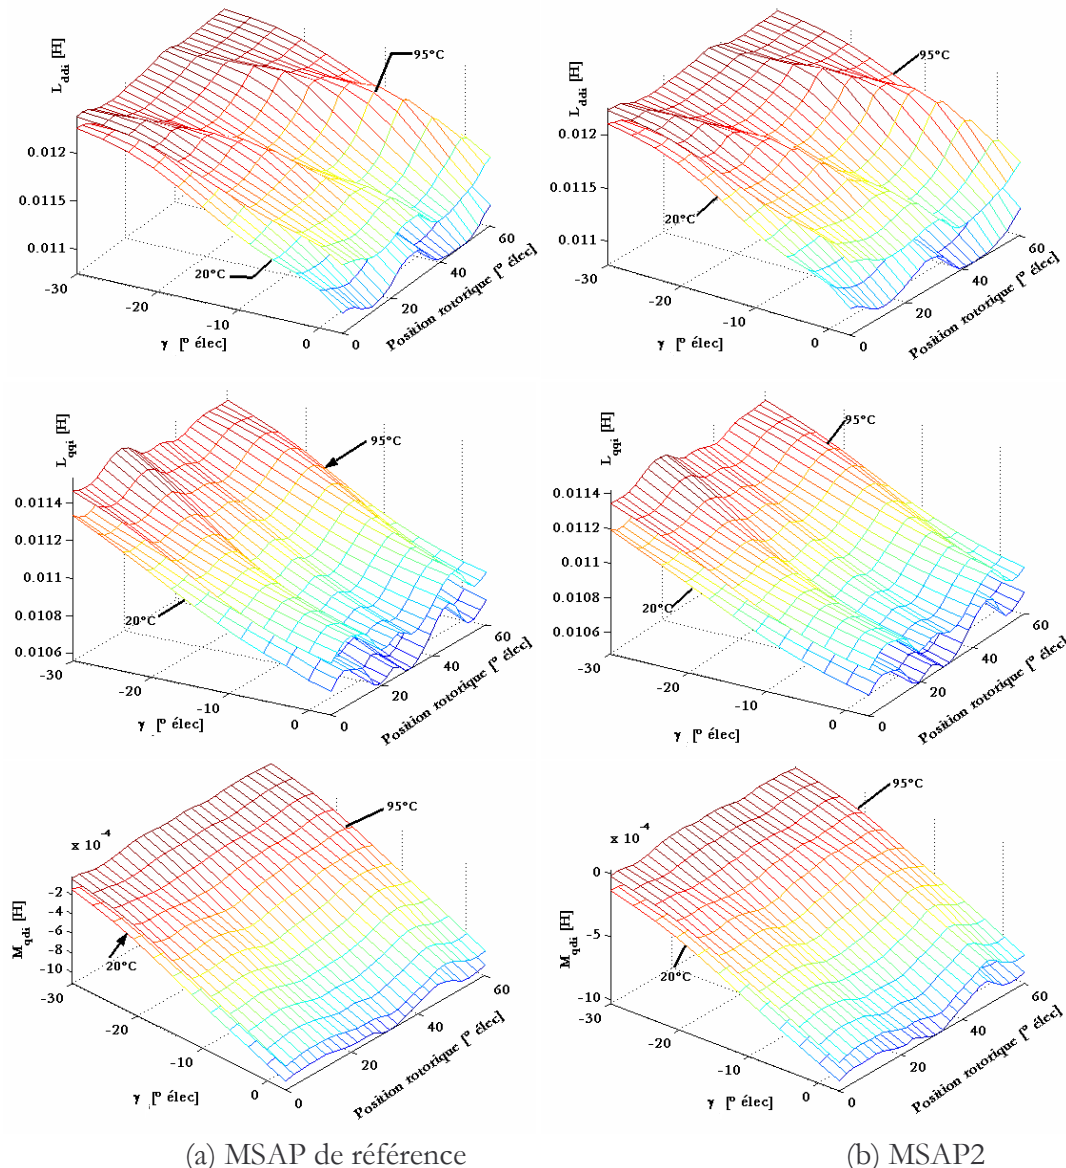 L_ddi [H]
95°C
0.012
0.0115
0.011
20°C
-30
-20
-10
0
γ [° élec]
0
20
40
60
Position rotorique [° élec]
L_ddi [H]
95°C
0.012
0.0115
0.011
20°C
-30
-20
-10
0
γ [° élec]
0
20
40
60
Position rotorique [° élec]
L_qqi [H]
95°C
0.0114
0.0112
0.011
0.0108
0.0106
20°C
-30
-20
-10
0
γ [° élec]
0
20
40
60
Position rotorique [° élec]
L_qqi [H]
95°C
0.0114
0.0112
0.011
0.0108
0.0106
20°C
-30
-20
-10
0
γ [° élec]
0
20
40
60
Position rotorique [° élec]
x 10^-4
M_qdi [H]
95°C
-2
-4
-6
-8
-10
20°C
-30
-20
-10
0
γ [° élec]
0
20
40
60
Position rotorique [° élec]
x 10^-4
M_qdi [H]
95°C
0
-5
-10
20°C
-30
-20
-10
0
γ [° élec]
0
20
40
60
Position rotorique [° élec]
(a) MSAP de référence
(b) MSAP2